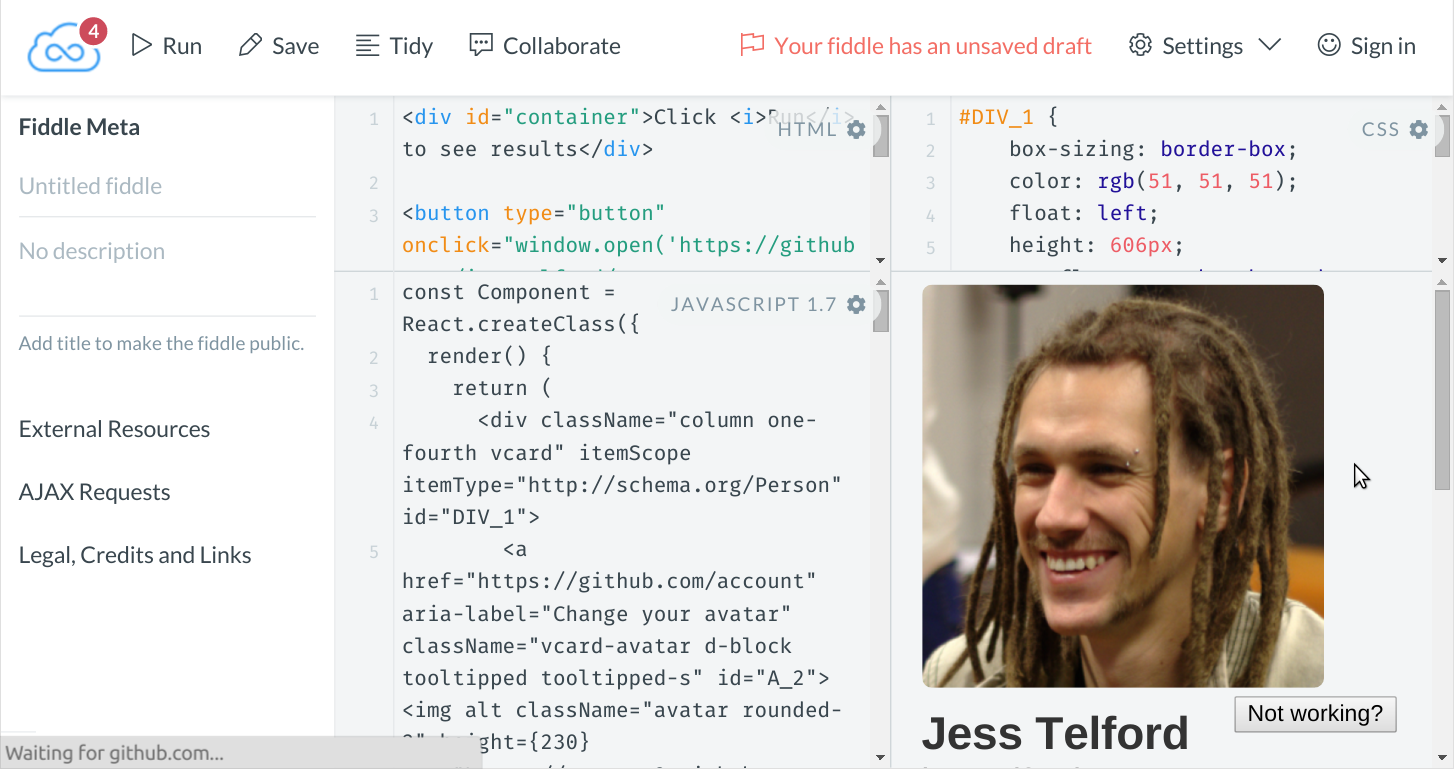 4
Run
Save
Tidy
Collaborate
Your fiddle has an unsaved draft
Settings
Sign in
Fiddle Meta
Untitled fiddle
No description
Add title to make the fiddle public.
External Resources
AJAX Requests
Legal, Credits and Links
Waiting for github.com...
HTML
1 <div id="container">Click <i>Run</i>
to see results</div>
2
3 <button type="button"
onclick="window.open('https://github
CSS
1 #DIV_1 {
2 box-sizing: border-box;
3 color: rgb(51, 51, 51);
4 float: left;
5 height: 606px;
JAVASCRIPT 1.7
1 const Component =
React.createClass({
2 render() {
3 return (
4 <div className="column one-
fourth vcard" itemScope
itemType="http://schema.org/Person"
id="DIV_1">
5 <a
href="https://github.com/account"
aria-label="Change your avatar"
className="vcard-avatar d-block
tooltipped tooltipped-s" id="A_2">
<img alt className="avatar rounded-
={230}
Jess Telford
Not working?